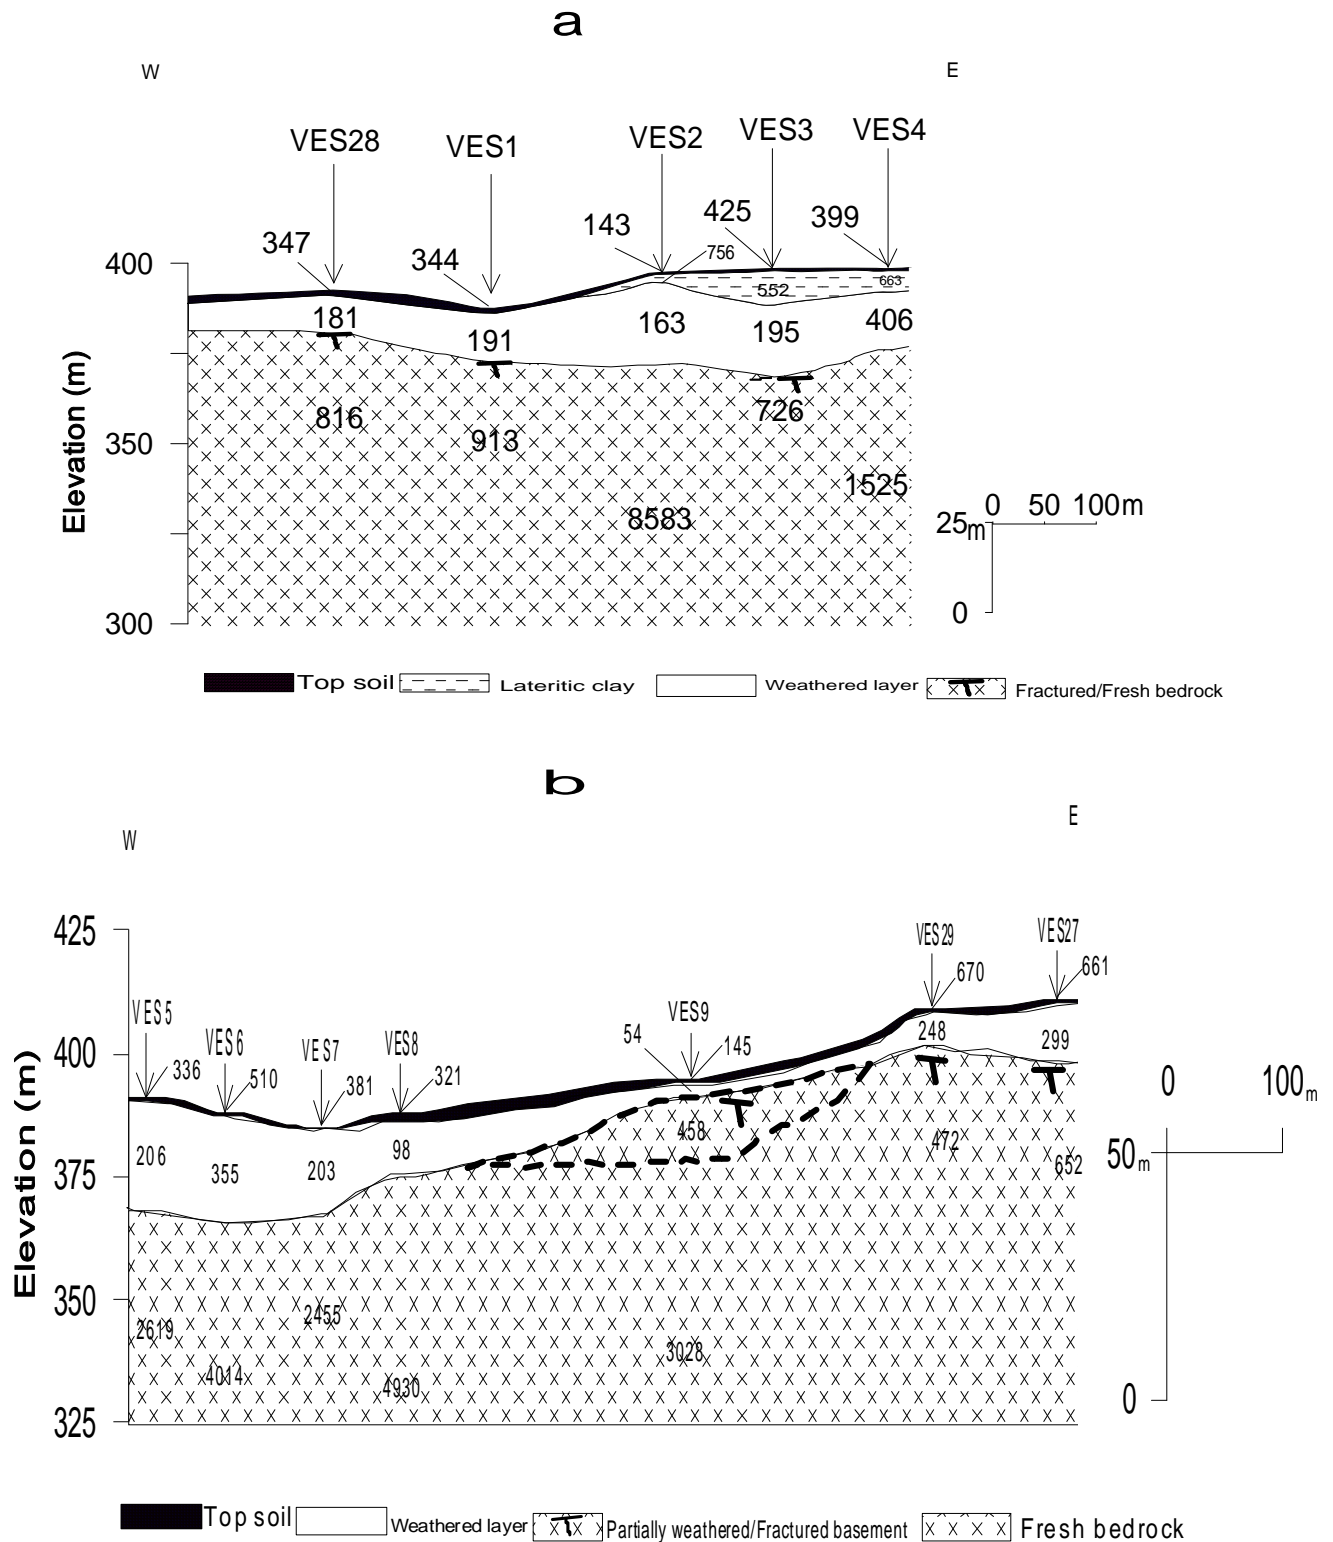 a
W E
VES28 VES1 VES2 VES3 VES4
347 344 143 425 399
756
400
552 663
181 191 163 195 406
Elevation (m)
816 913 726
350
1525
8583
0 50 100m
25m
0
300
Top soil Lateritic clay Weathered layer Fractured/Fresh bedrock
b
W E
425
VES29 VES27
670 661
VES5 VES6 VES7 VES8 VES9
336 510 381 321 54 145
248 299
400
Elevation (m)
0 100m
206 355 203 98 458 472 652
50m
375
350
2619 2455 3028
4014 4930
0
325
Top soil Weathered layer Partially weathered/Fractured basement Fresh bedrock